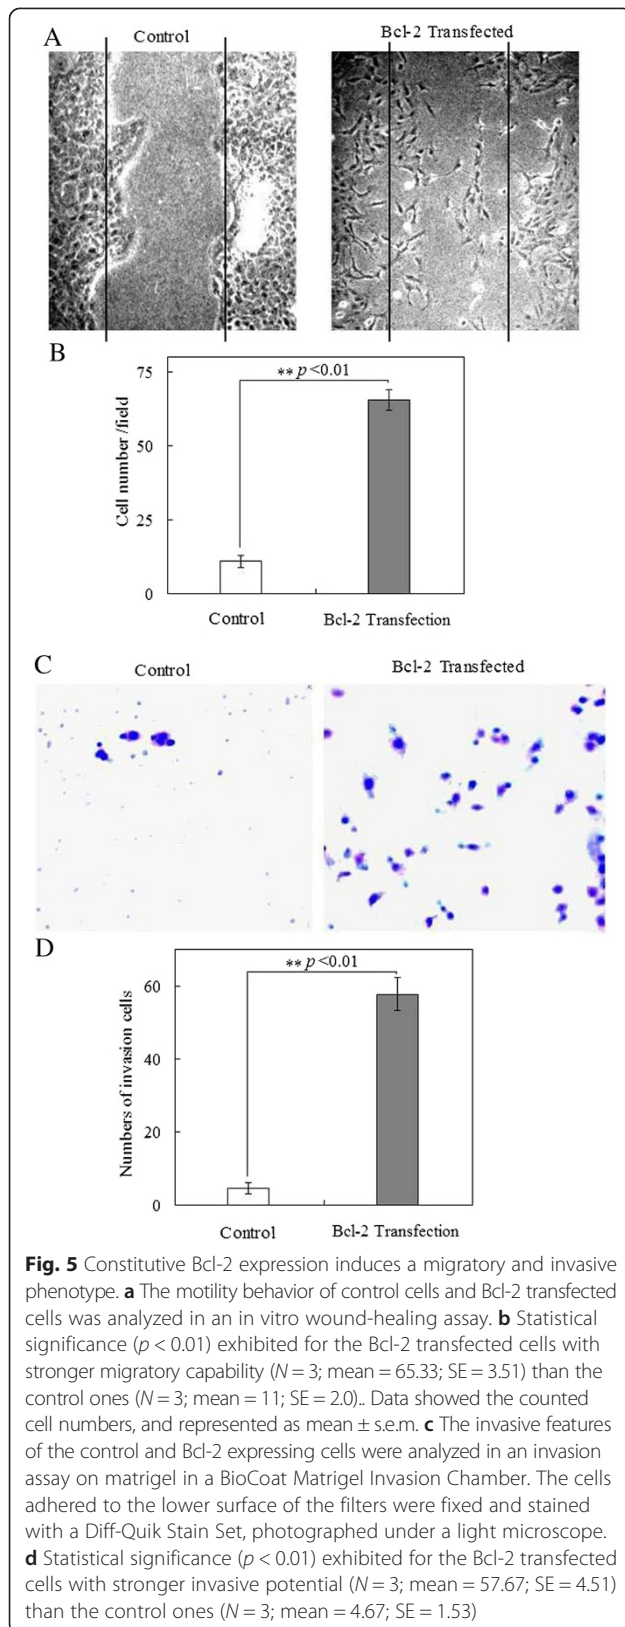 A
Control
Bcl-2 Transfected
B
75
50
25
0
Cell number /field
** p<0.01
Control
Bcl-2 Transfection
C
Control
Bcl-2 Transfected
D
60
40
20
0
Numbers of invasion cells
** p<0.01
Control
Bcl-2 Transfection
Fig. 5 Constitutive Bcl-2 expression induces a migratory and invasive
phenotype. a The motility behavior of control cells and Bcl-2 transfected
cells was analyzed in an in vitro wound-healing assay. b Statistical
significance (p < 0.01) exhibited for the Bcl-2 transfected cells with
stronger migratory capability (N = 3; mean = 65.33; SE = 3.51) than the
control ones (N = 3; mean = 11; SE = 2.0).. Data showed the counted
cell numbers, and represented as mean ± s.e.m. c The invasive features
of the control and Bcl-2 expressing cells were analyzed in an invasion
assay on matrigel in a BioCoat Matrigel Invasion Chamber. The cells
adhered to the lower surface of the filters were fixed and stained
with a Diff-Quik Stain Set, photographed under a light microscope.
d Statistical significance (p < 0.01) exhibited for the Bcl-2 transfected
cells with stronger invasive potential (N = 3; mean = 57.67; SE = 4.51)
than the control ones (N = 3; mean = 4.67; SE = 1.53)